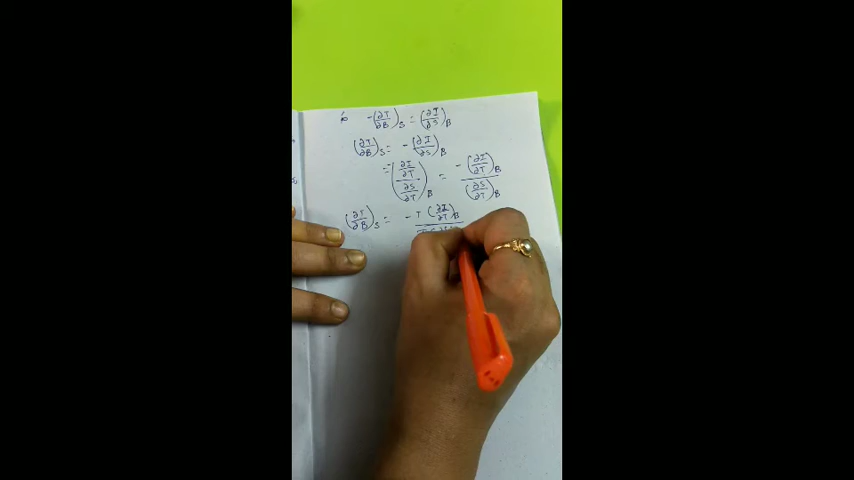 -(∂T/∂B)_S = (∂I/∂S)_B
(∂T/∂B)_S = -(∂I/∂S)_B
= -((∂I/∂T)/(∂S/∂T))_B = -(∂I/∂T)_B/(∂S/∂T)_B
(∂T/∂B)_S = -T(∂I/∂T)_B